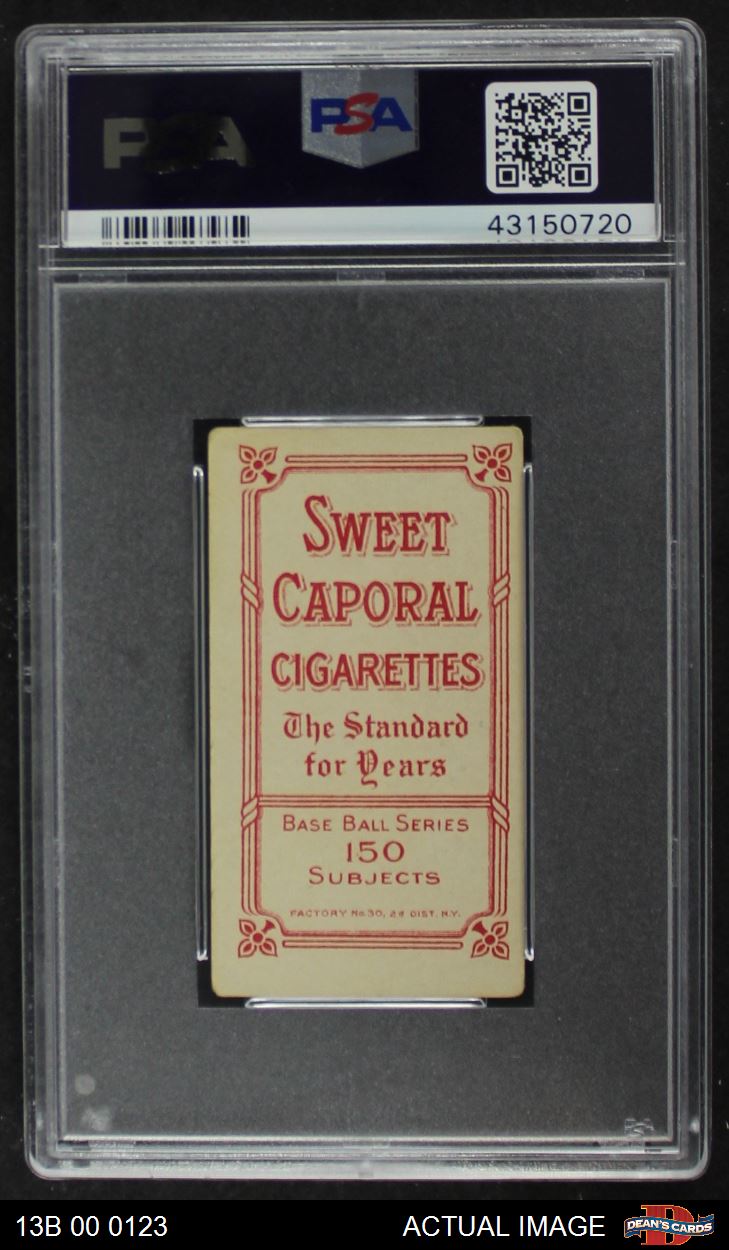 PSA
PSA
43150720
SWEET
CAPORAL
CIGARETTES
The Standard
for Years
BASE BALL SERIES
150
SUBJECTS
FACTORY No. 30, 2d DIST. N.Y.
PSA
13B 00 0123
ACTUAL IMAGE
DEAN'S CARDS